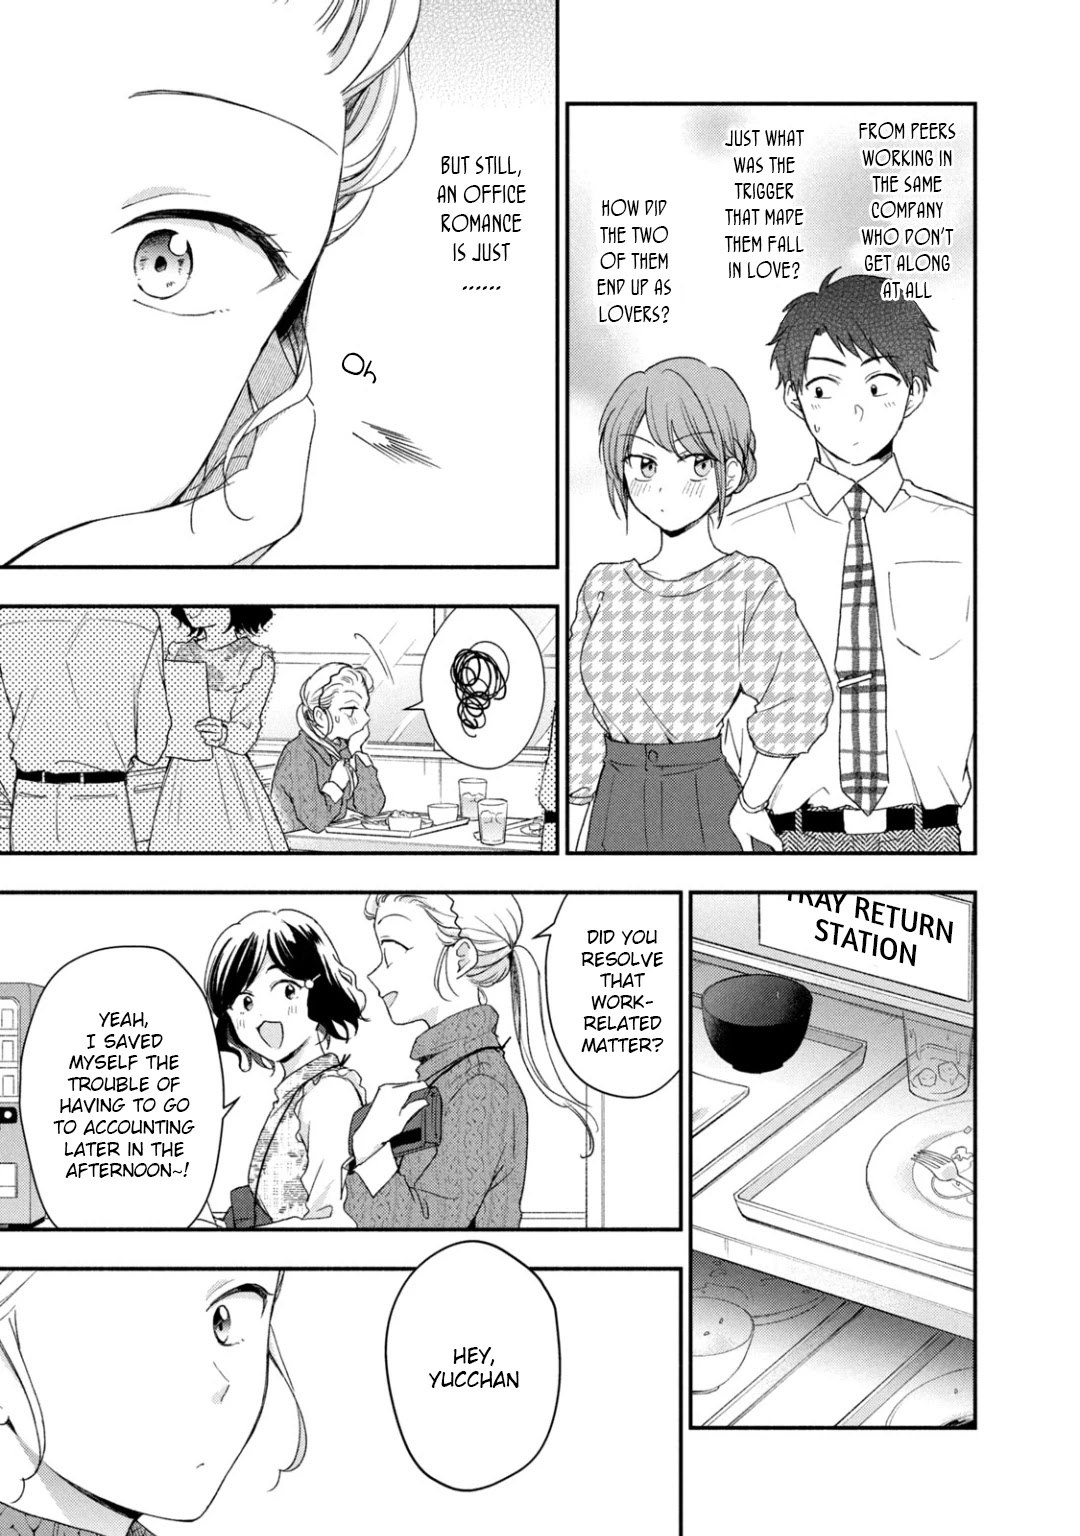 FROM PEERS
WORKING IN
THE SAME
COMPANY
WHO DON'T
GET ALONG
AT ALL
JUST WHAT
WAS THE
TRIGGER
THAT MADE
THEM FALL
IN LOVE?
HOW DID
THE TWO
OF THEM
END UP AS
LOVERS?
BUT STILL,
AN OFFICE
ROMANCE
IS JUST
......
Oh
TRAY RETURN
STATION
DID YOU
RESOLVE
THAT
WORK-
RELATED
MATTER?
YEAH,
I SAVED
MYSELF THE
TROUBLE OF
HAVING TO GO
TO ACCOUNTING
LATER IN THE
AFTERNOON~!
HEY,
YUCCHAN